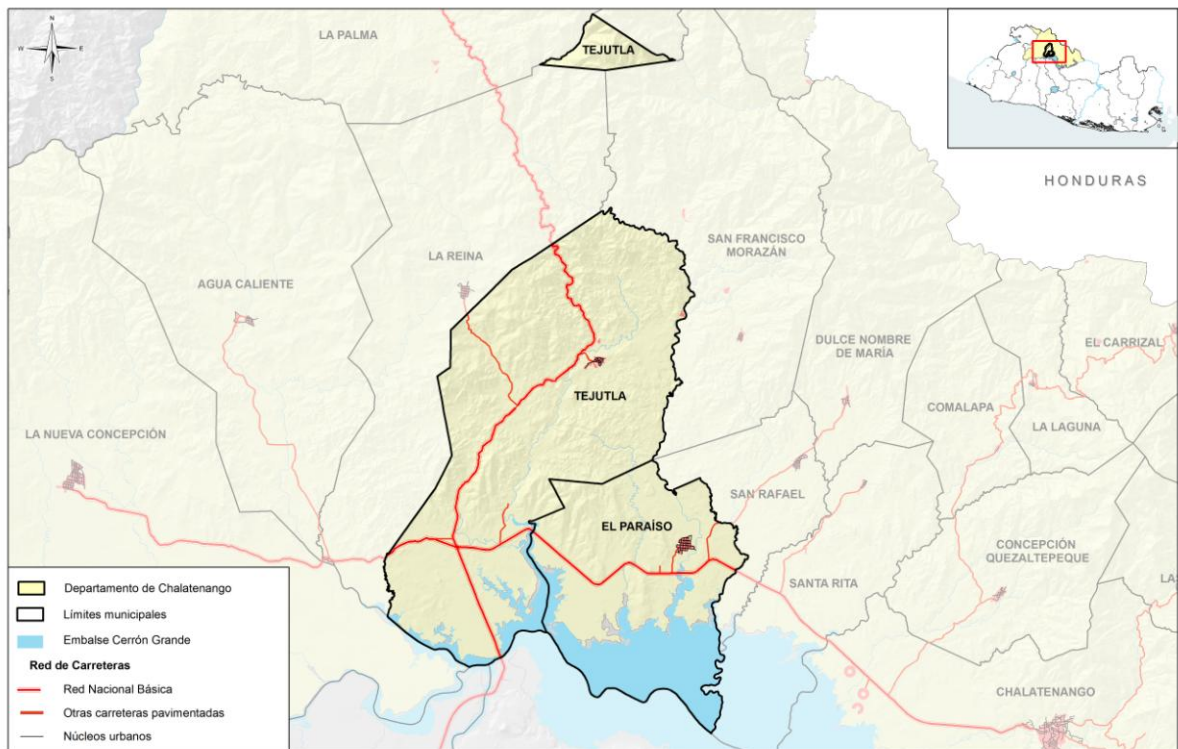 N
W
E
S
LA PALMA
TEJUTLA
HONDURAS
SAN FRANCISCO
MORAZÁN
LA REINA
AGUA CALIENTE
DULCE NOMBRE
DE MARÍA
EL CARRIZAL
TEJUTLA
COMALAPA
LA LAGUNA
LA NUEVA CONCEPCIÓN
SAN RAFAEL
EL PARAÍSO
CONCEPCIÓN
QUEZALTEPEQUE
SANTA RITA
LAS
CHALATENANGO
Departamento de Chalatenango
Límites municipales
Embalse Cerrón Grande
Red de Carreteras
Red Nacional Básica
Otras carreteras pavimentadas
Núcleos urbanos